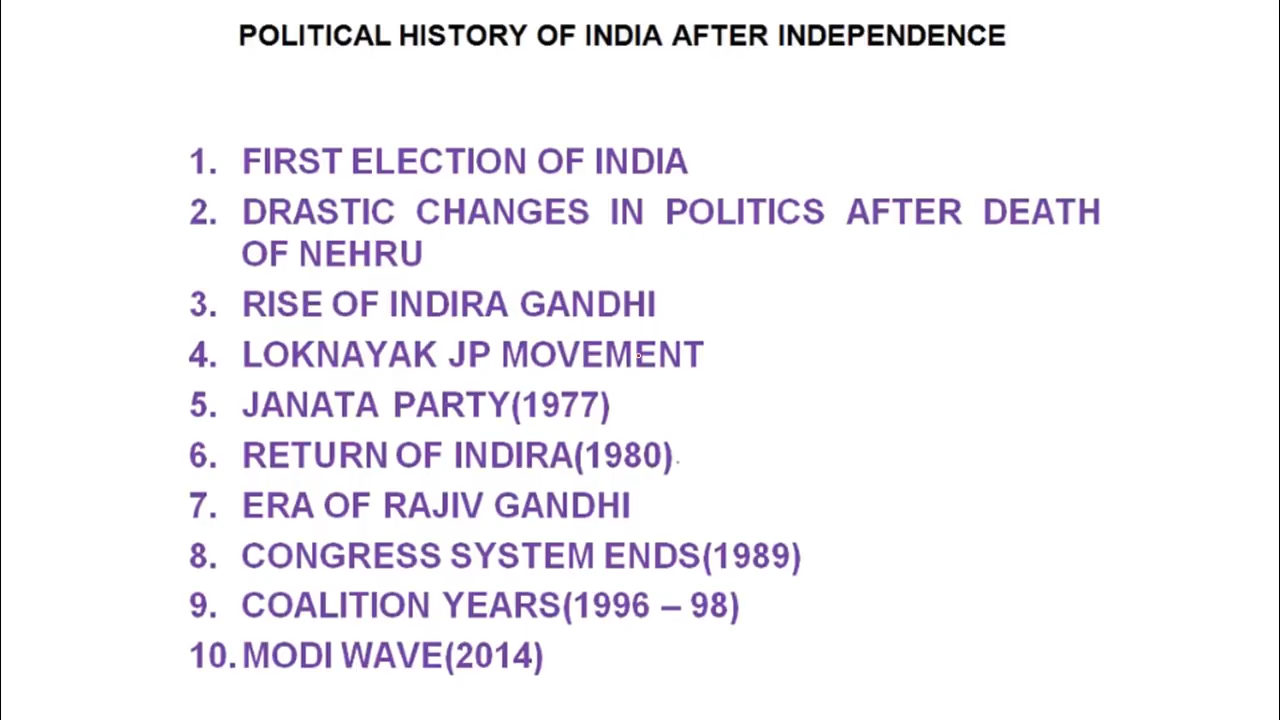 POLITICAL HISTORY OF INDIA AFTER INDEPENDENCE
1. FIRST ELECTION OF INDIA
2. DRASTIC CHANGES IN POLITICS AFTER DEATH
OF NEHRU
3. RISE OF INDIRA GANDHI
4. LOKNAYAK JP MOVEMENT
5. JANATA PARTY(1977)
6. RETURN OF INDIRA(1980)
7. ERA OF RAJIV GANDHI
8. CONGRESS SYSTEM ENDS(1989)
9. COALITION YEARS(1996 – 98)
10. MODI WAVE(2014)